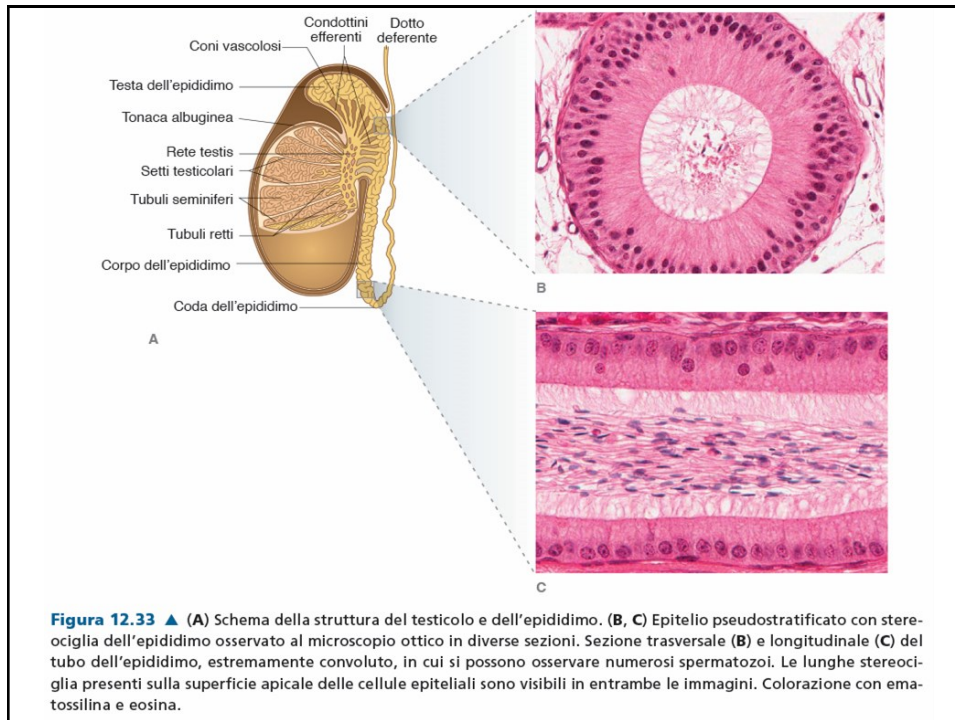 Condottini
efferenti
Dotto
deferente
Coni vascolosi
Testa dell'epididimo
Tonaca albuginea
Rete testis
Setti testicolari
Tubuli seminiferi
Tubuli retti
Corpo dell'epididimo
Coda dell'epididimo
A
B
C
Figura 12.33 ▲ (A) Schema della struttura del testicolo e dell'epididimo. (B, C) Epitelio pseudostratificato con stere-
ociglia dell'epididimo osservato al microscopio ottico in diverse sezioni. Sezione trasversale (B) e longitudinale (C) del
tubo dell'epididimo, estremamente convoluto, in cui si possono osservare numerosi spermatozoi. Le lunghe stereoci-
glia presenti sulla superficie apicale delle cellule epiteliali sono visibili in entrambe le immagini. Colorazione con ema-
tossilina e eosina.